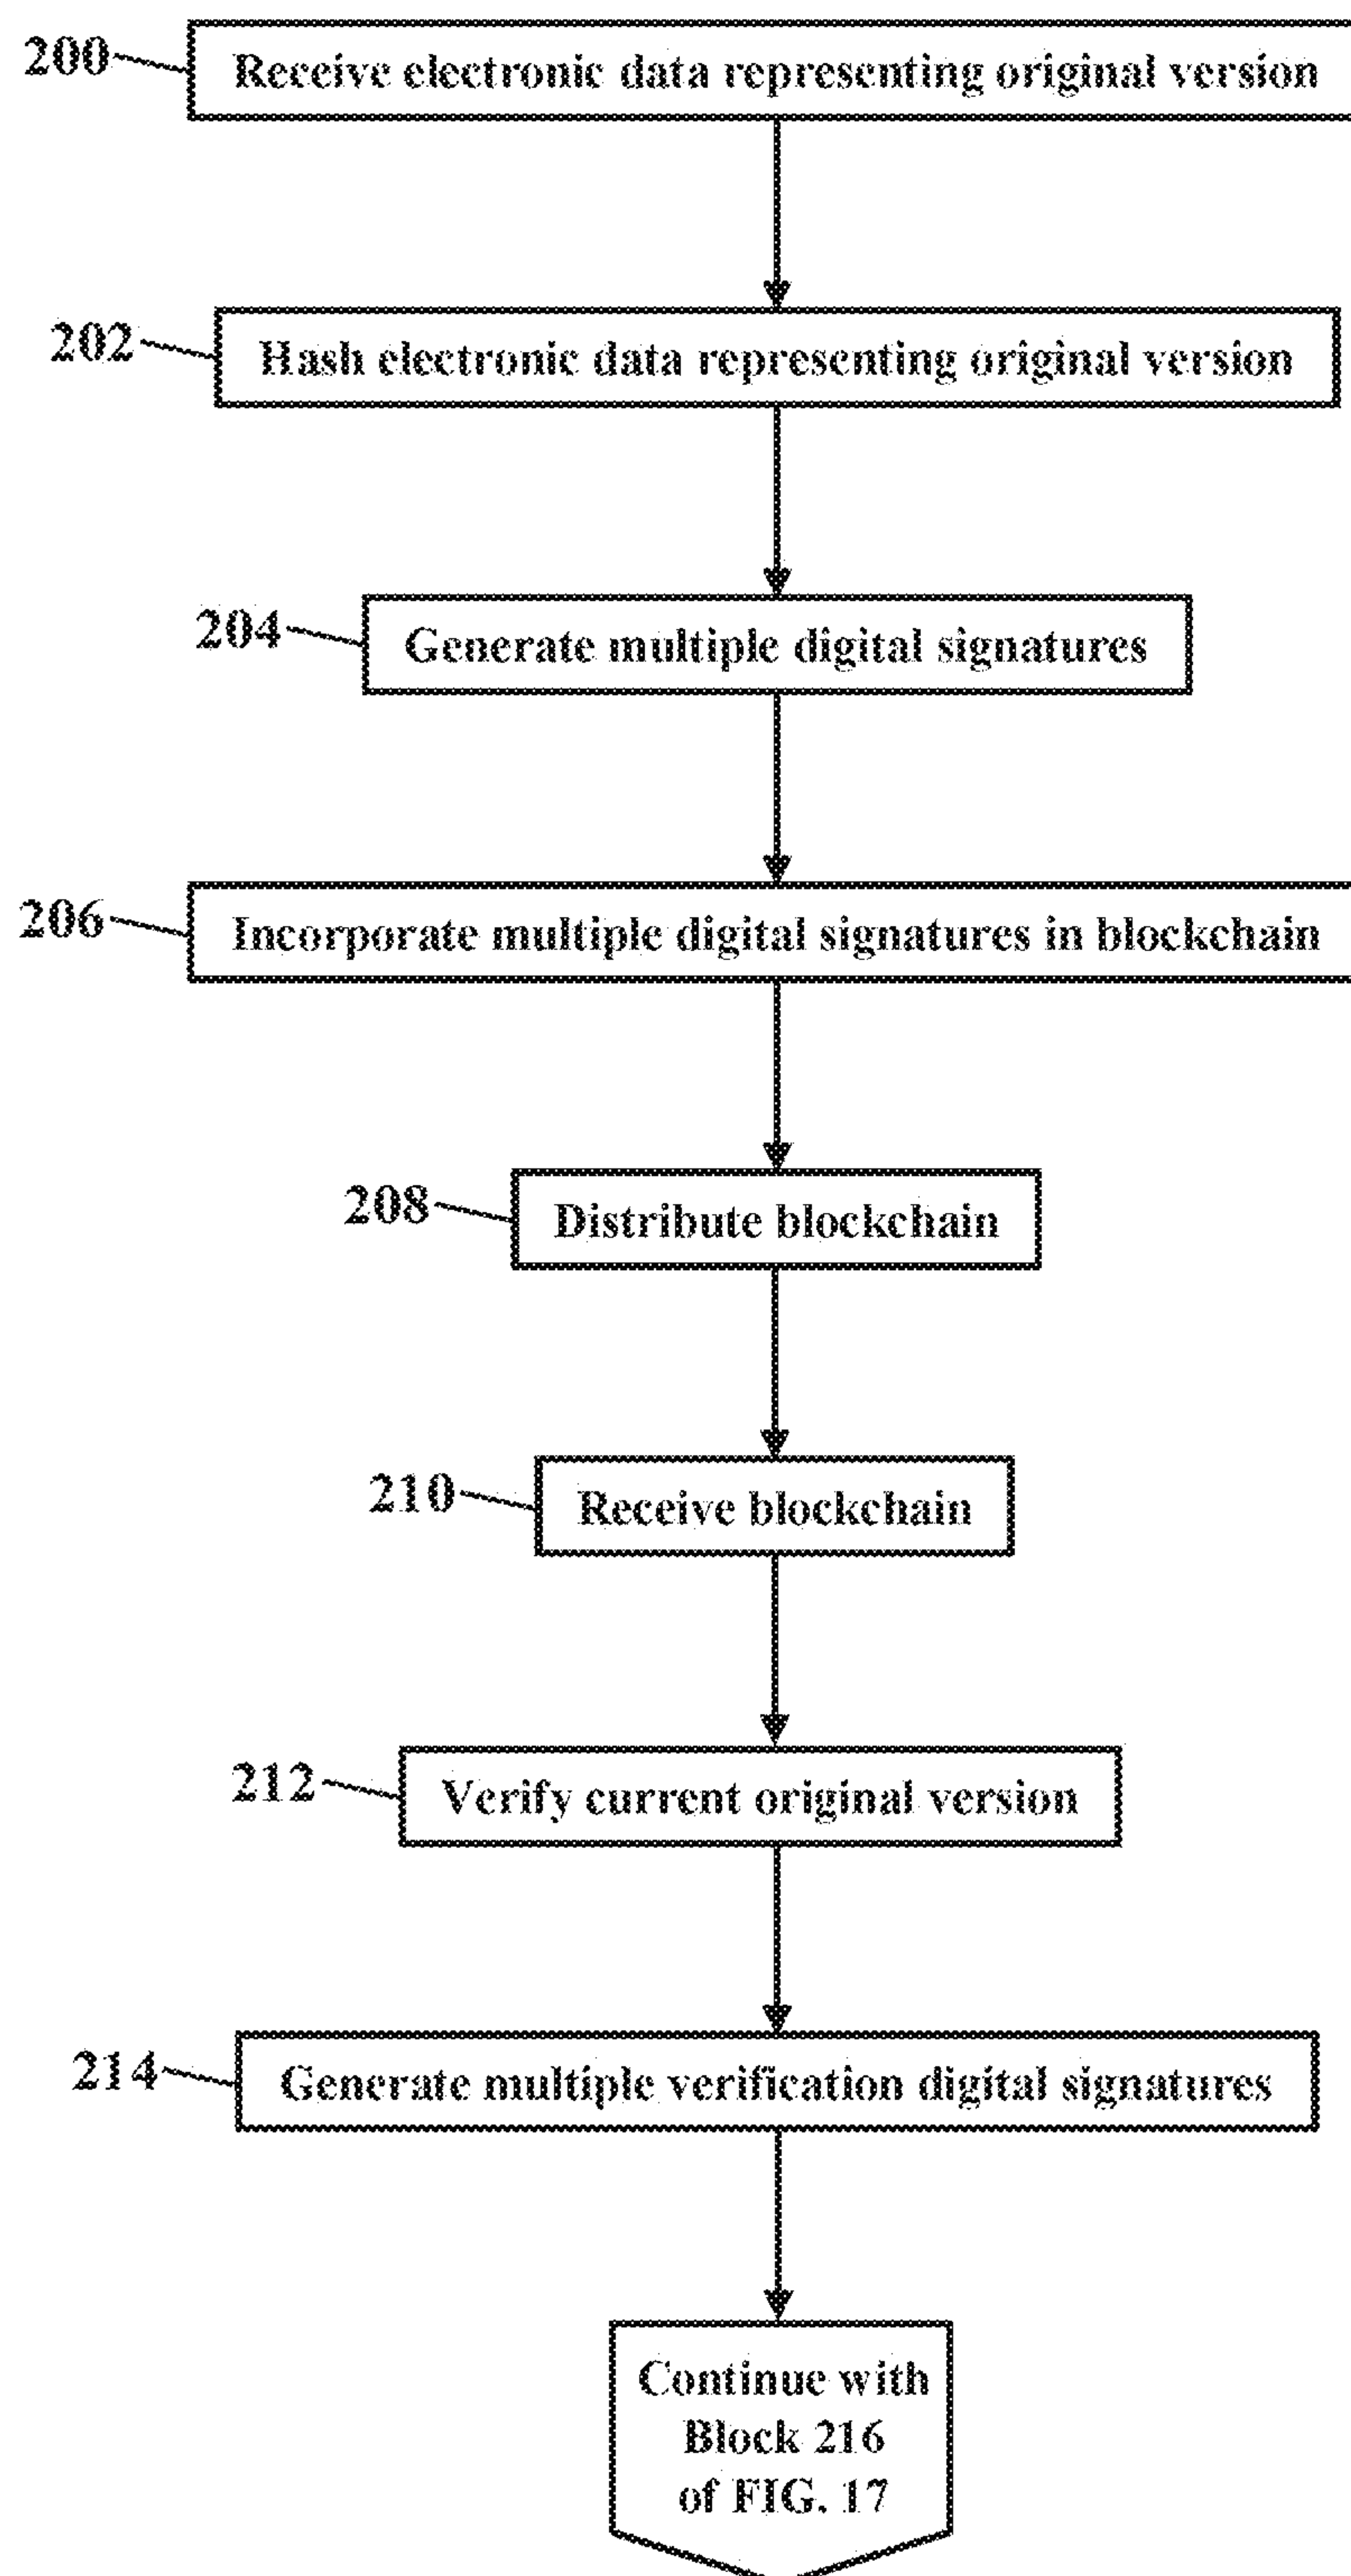 200
Receive electronic data representing original version
202
Hash electronic data representing original version
204
Generate multiple digital signatures
206
Incorporate multiple digital signatures in blockchain
208
Distribute blockchain
210
Receive blockchain
212
Verify current original version
214
Generate multiple verification digital signatures
Continue with
Block 216
of FIG. 17